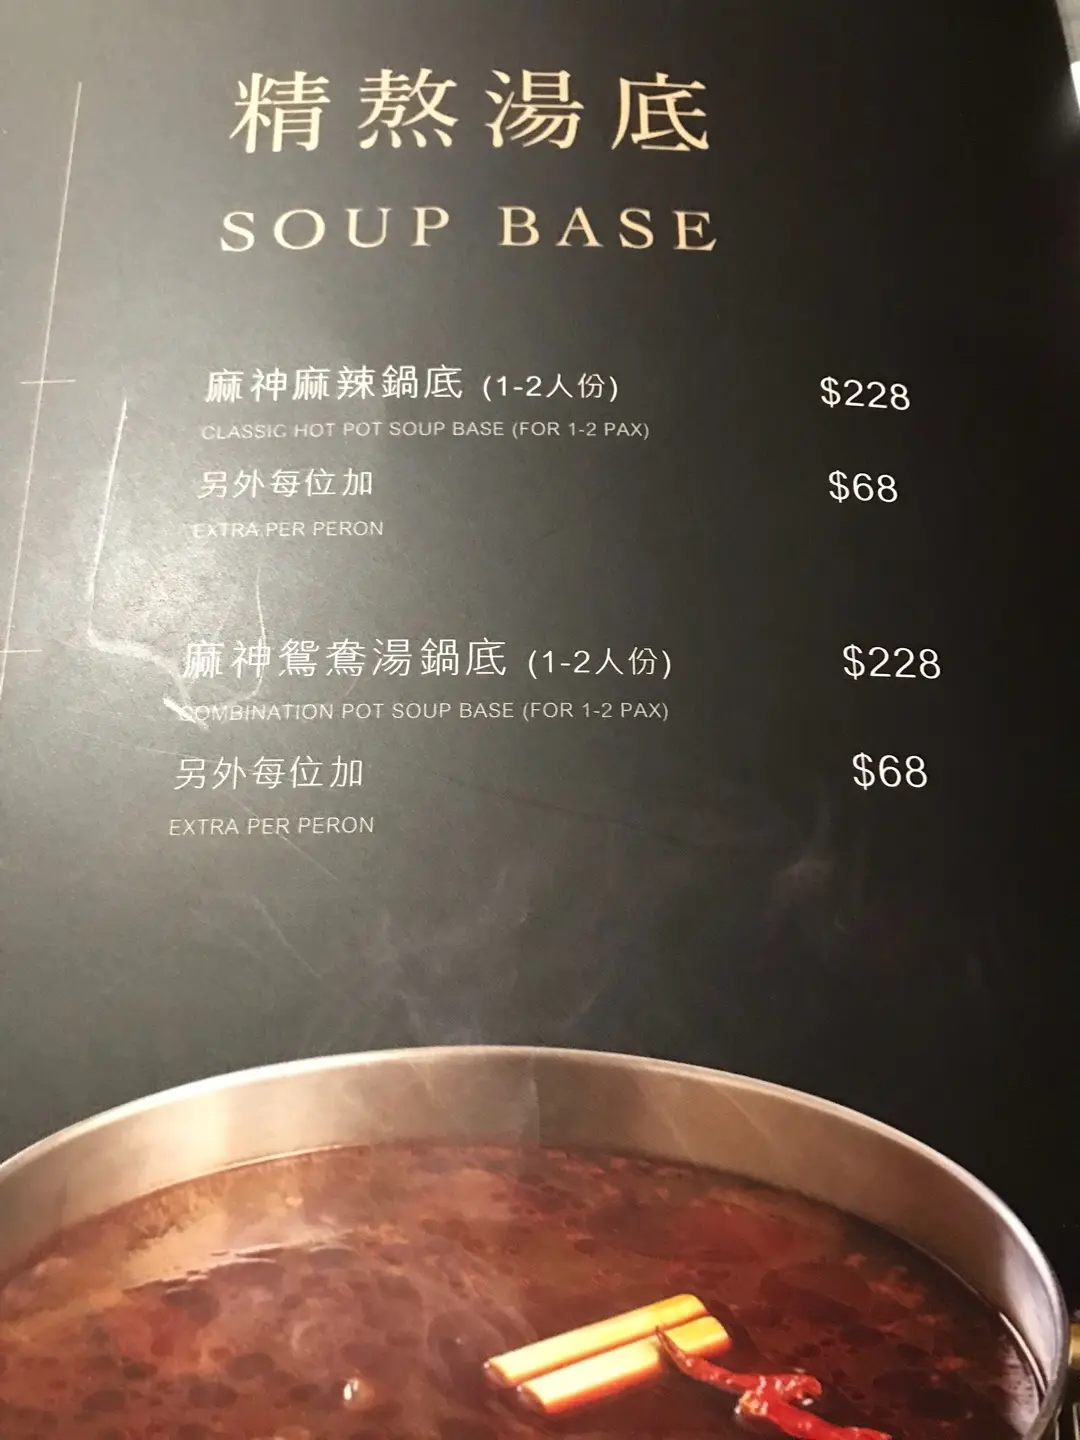 精熬湯底
SOUP BASE
麻神麻辣鍋底 (1-2人份) $228
CLASSIC HOT POT SOUP BASE (FOR 1-2 PAX)
另外每位加 $68
EXTRA PER PERON
麻神鴛鴦湯鍋底 (1-2人份) $228
COMBINATION POT SOUP BASE (FOR 1-2 PAX)
另外每位加 $68
EXTRA PER PERON